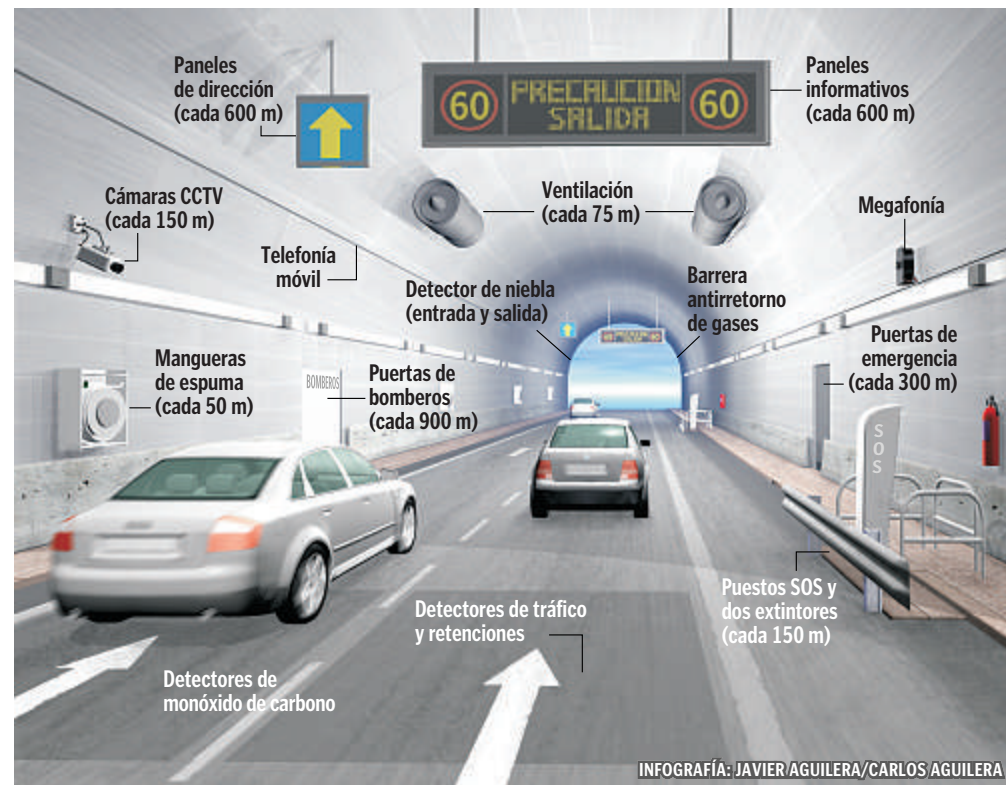 Paneles
de dirección
(cada 600 m)
60
PRECAUCION
SALIDA
60
Paneles
informativos
(cada 600 m)
Cámaras CCTV
(cada 150 m)
Ventilación
(cada 75 m)
Megafonía
Telefonía
móvil
Detector de niebla
(entrada y salida)
Barrera
antirretorno
de gases
Mangueras
de espuma
(cada 50 m)
BOMBEROS
Puertas de
bomberos
(cada 900 m)
Puertas de
emergencia
(cada 300 m)
SOS
Puestos SOS y
dos extintores
(cada 150 m)
Detectores de tráfico
y retenciones
Detectores de
monóxido de carbono
INFOGRAFÍA: JAVIER AGUILERA/CARLOS AGUILERA